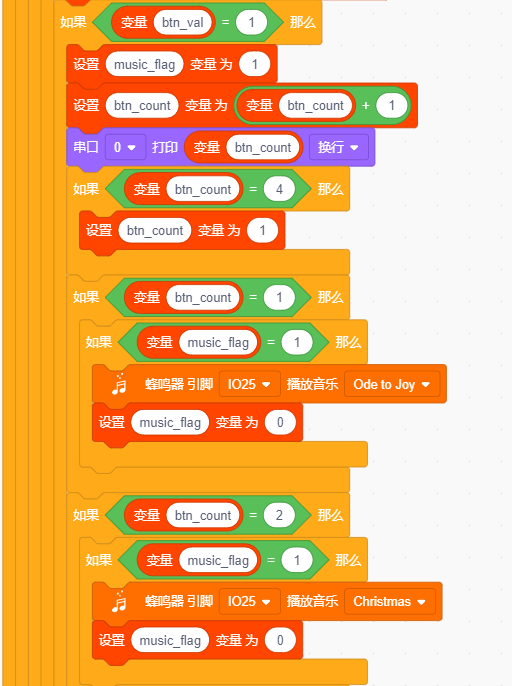 如果 变量 btn_val = 1 那么
设置 music_flag 变量为 1
设置 btn_count 变量为 变量 btn_count + 1
串口 0 打印 变量 btn_count 换行
如果 变量 btn_count = 4 那么
设置 btn_count 变量为 1
如果 变量 btn_count = 1 那么
如果 变量 music_flag = 1 那么
蜂鸣器 引脚 IO25 播放音乐 Ode to Joy
设置 music_flag 变量为 0
如果 变量 btn_count = 2 那么
如果 变量 music_flag = 1 那么
蜂鸣器 引脚 IO25 播放音乐 Christmas
设置 music_flag 变量为 0